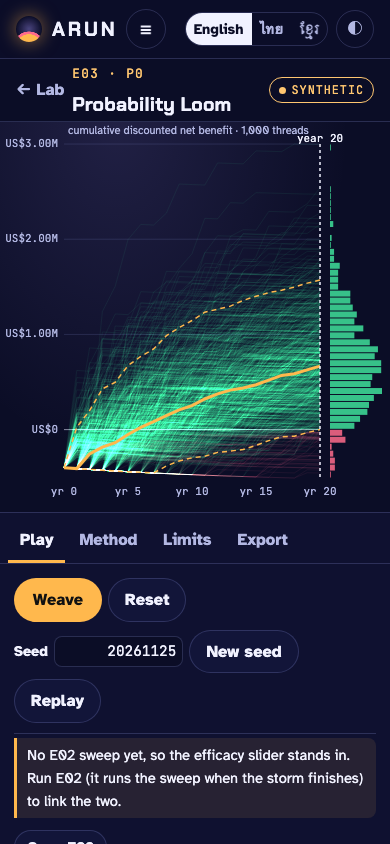 ARUN
English ไทย ខ្មែរ
← Lab
E03 · P0
Probability Loom
SYNTHETIC
cumulative discounted net benefit · 1,000 threads
year 20
US$3.00M
US$2.00M
US$1.00M
US$0
yr 0 yr 5 yr 10 yr 15 yr 20
Play Method Limits Export
Weave Reset
Seed 20261125 New seed
Replay
No E02 sweep yet, so the efficacy slider stands in.
Run E02 (it runs the sweep when the storm finishes)
to link the two.